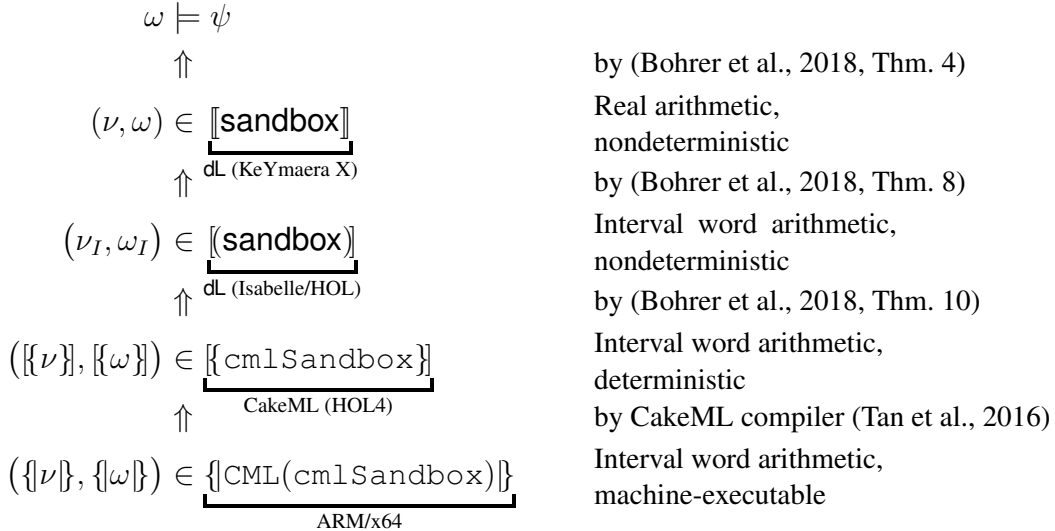 ω ⊨ ψ
⇑ by (Bohrer et al., 2018, Thm. 4)
(ν, ω) ∈ ⟦sandbox⟧ Real arithmetic,
nondeterministic
dL (KeYmaera X)
⇑ by (Bohrer et al., 2018, Thm. 8)
(ν_I, ω_I) ∈ [(sandbox)] Interval word arithmetic,
nondeterministic
dL (Isabelle/HOL)
⇑ by (Bohrer et al., 2018, Thm. 10)
([{ν}], [{ω}]) ∈ [{cmlSandbox}] Interval word arithmetic,
deterministic
CakeML (HOL4)
⇑ by CakeML compiler (Tan et al., 2016)
({|ν|}, {|ω|}) ∈ {|CML(cmlSandbox)|} Interval word arithmetic,
machine-executable
ARM/x64